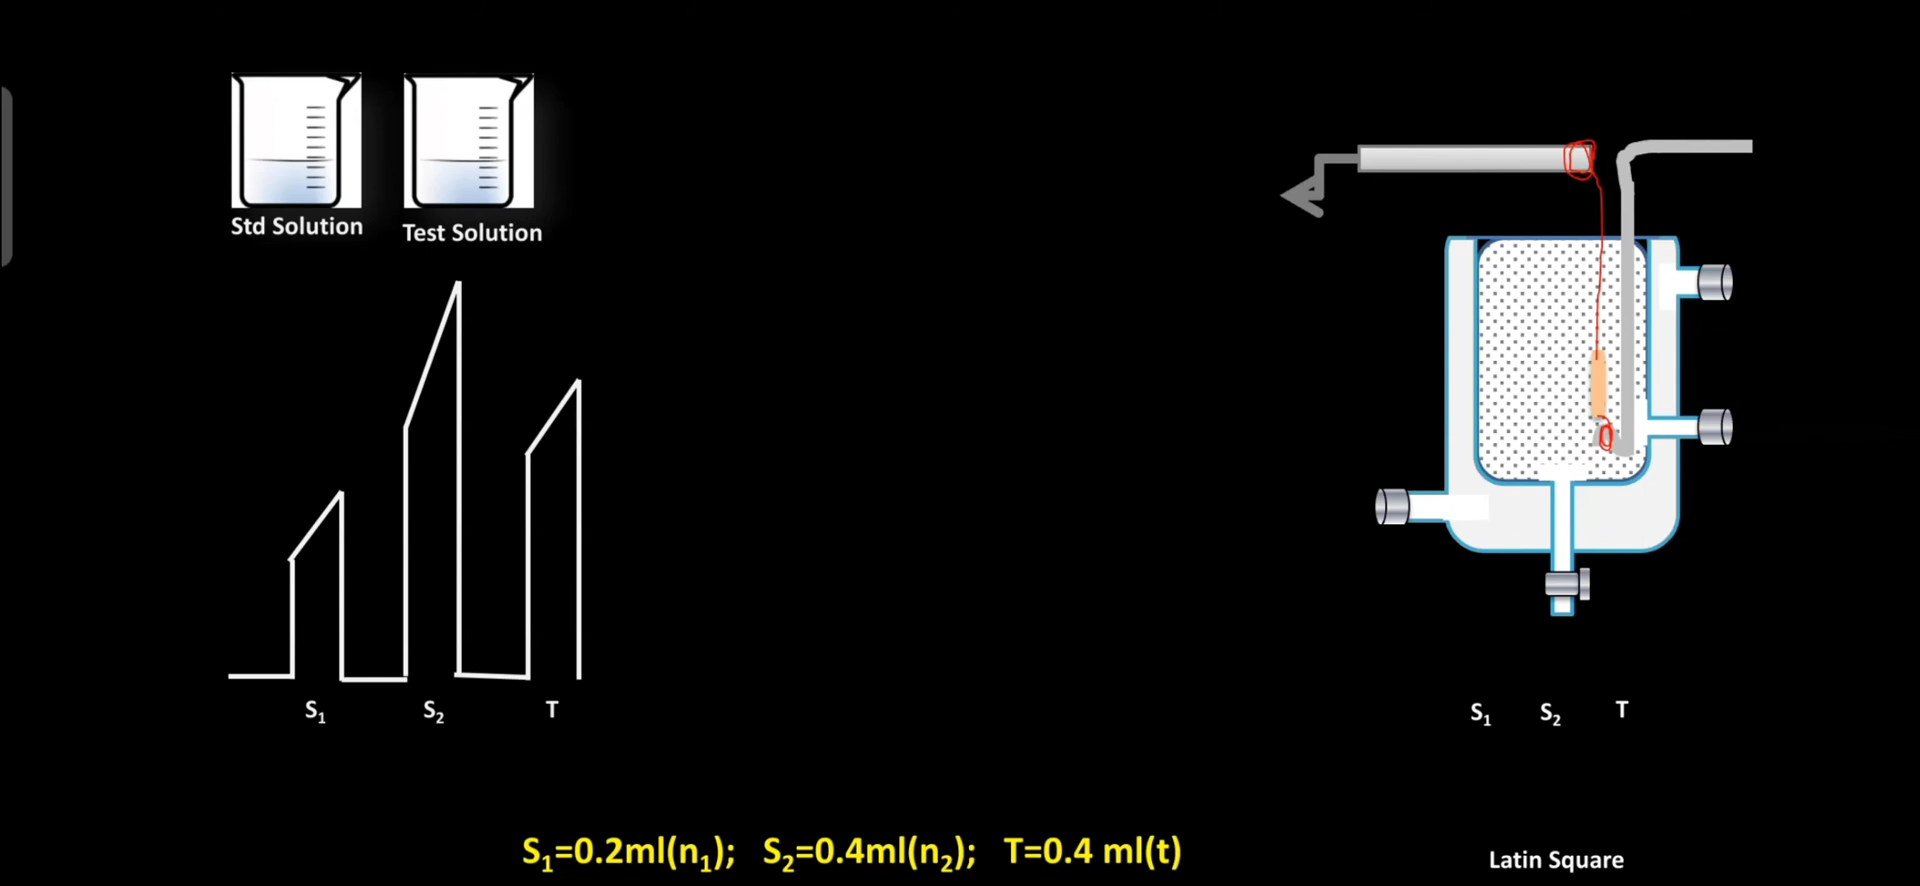 Std Solution
Test Solution
S₁ S₂ T
S₁ S₂ T
S₁=0.2ml(n₁); S₂=0.4ml(n₂); T=0.4 ml(t)
Latin Square